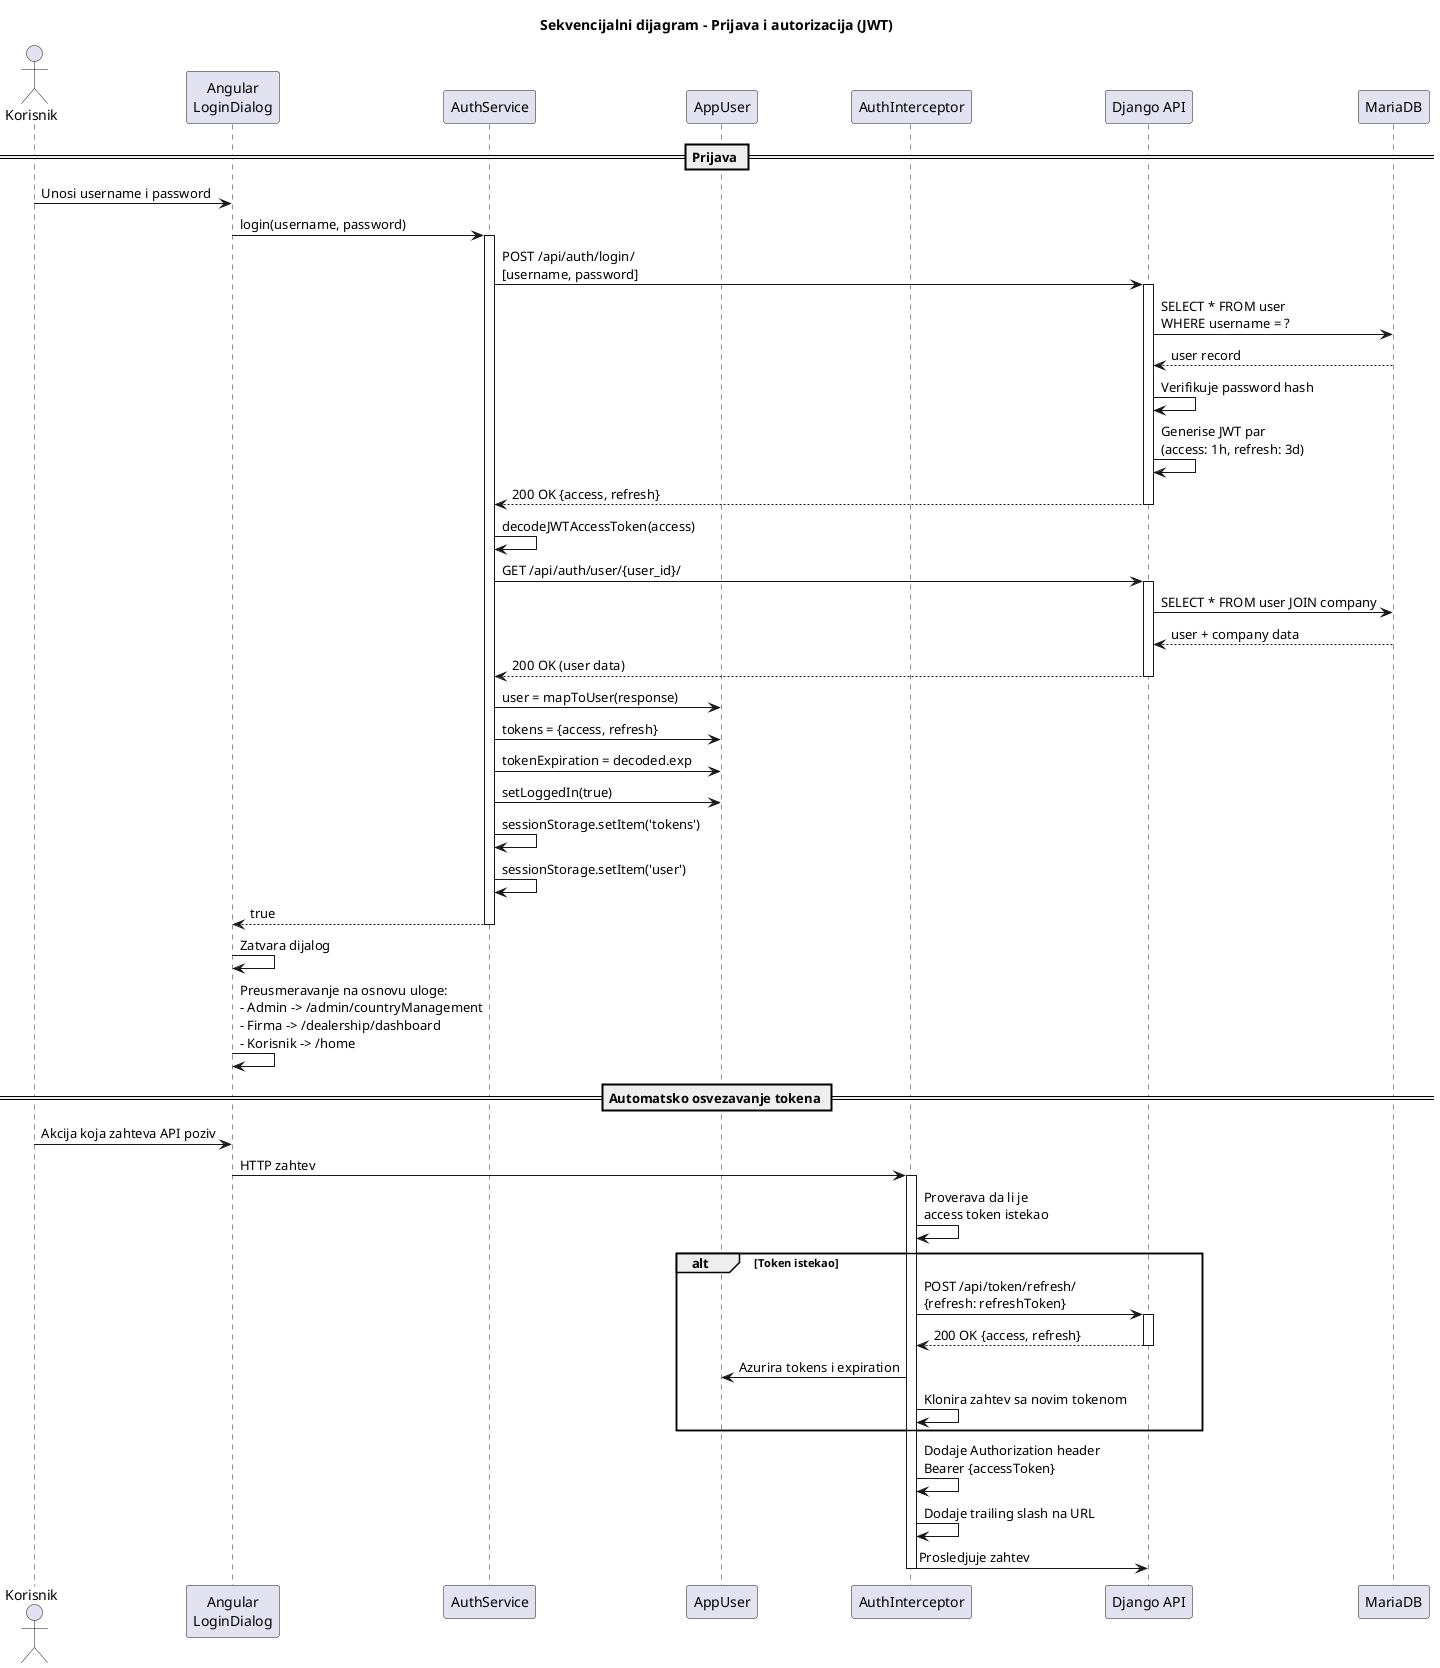 Sekvencijalni dijagram - Prijava i autorizacija (JWT)
Korisnik
Angular
LoginDialog
AuthService
AppUser
AuthInterceptor
Django API
MariaDB
Prijava
Unosi username i password
login(username, password)
POST /api/auth/login/
[username, password]
SELECT * FROM user
WHERE username = ?
user record
Verifikuje password hash
Generise JWT par
(access: 1h, refresh: 3d)
200 OK {access, refresh}
decodeJWTAccessToken(access)
GET /api/auth/user/{user_id}/
SELECT * FROM user JOIN company
user + company data
200 OK (user data)
user = mapToUser(response)
tokens = {access, refresh}
tokenExpiration = decoded.exp
setLoggedIn(true)
sessionStorage.setItem('tokens')
sessionStorage.setItem('user')
true
Zatvara dijalog
Preusmeravanje na osnovu uloge:
- Admin -> /admin/countryManagement
- Firma -> /dealership/dashboard
- Korisnik -> /home
Automatsko osvezavanje tokena
Akcija koja zahteva API poziv
HTTP zahtev
Proverava da li je
access token istekao
alt [Token istekao]
POST /api/token/refresh/
{refresh: refreshToken}
200 OK {access, refresh}
Azurira tokens i expiration
Klonira zahtev sa novim tokenom
Dodaje Authorization header
Bearer {accessToken}
Dodaje trailing slash na URL
Prosledjuje zahtev
Korisnik
Angular
LoginDialog
AuthService
AppUser
AuthInterceptor
Django API
MariaDB